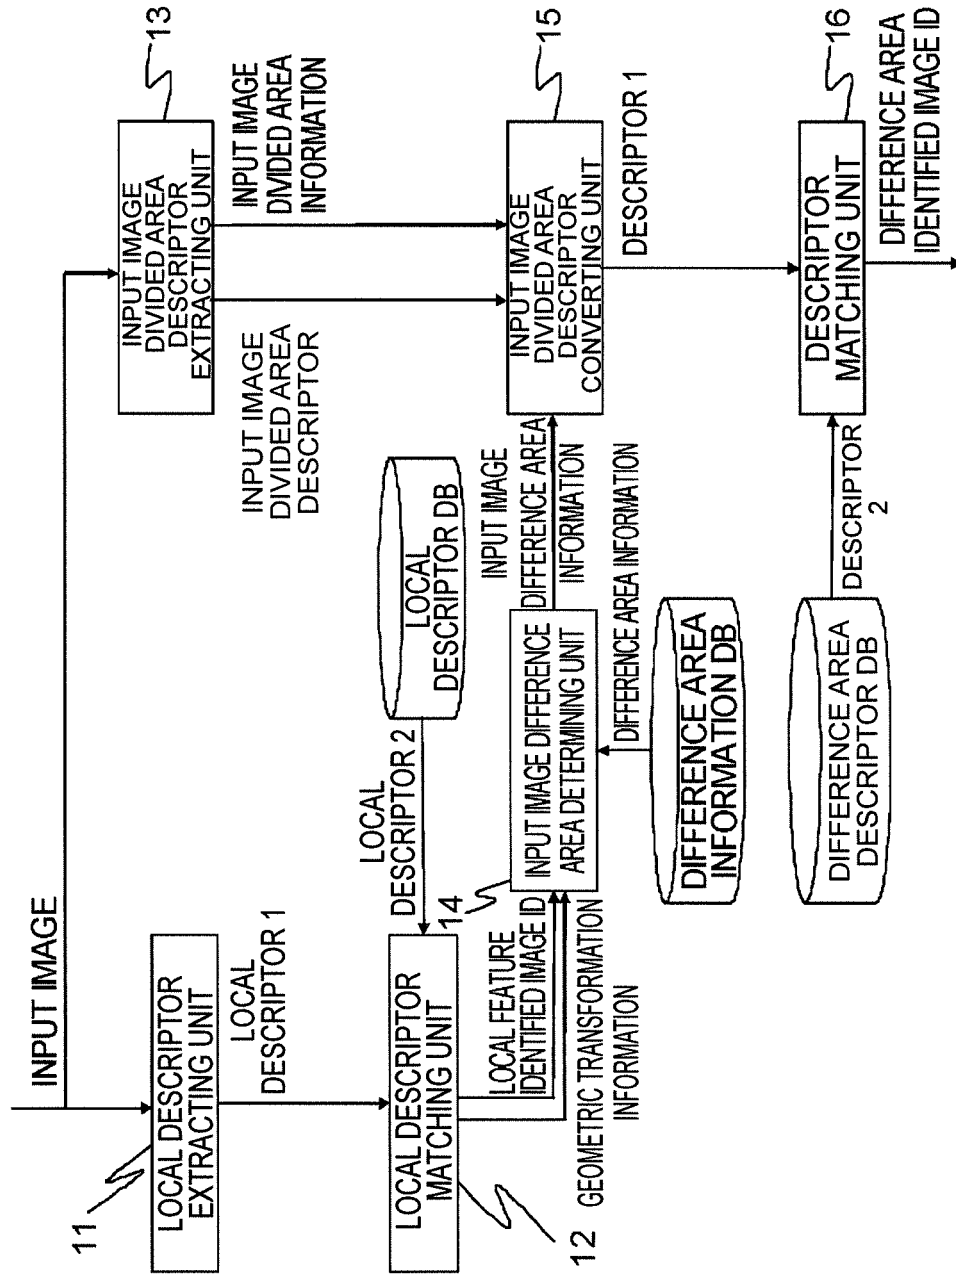 INPUT IMAGE
11
LOCAL DESCRIPTOR
EXTRACTING UNIT
LOCAL
DESCRIPTOR 1
12
LOCAL DESCRIPTOR
MATCHING UNIT
LOCAL
DESCRIPTOR 2
LOCAL
DESCRIPTOR DB
LOCAL FEATURE
IDENTIFIED IMAGE ID
GEOMETRIC TRANSFORMATION
INFORMATION
14
INPUT IMAGE DIFFERENCE
AREA DETERMINING UNIT
DIFFERENCE AREA INFORMATION
DIFFERENCE AREA
INFORMATION DB
INPUT IMAGE
DIFFERENCE AREA
INFORMATION
13
INPUT IMAGE
DIVIDED AREA
DESCRIPTOR
EXTRACTING UNIT
INPUT IMAGE
DIVIDED AREA
DESCRIPTOR
INPUT IMAGE
DIVIDED AREA
INFORMATION
15
INPUT IMAGE
DIVIDED AREA
DESCRIPTOR
CONVERTING UNIT
DESCRIPTOR 1
DIFFERENCE AREA
DESCRIPTOR DB
DESCRIPTOR
2
16
DESCRIPTOR
MATCHING UNIT
DIFFERENCE AREA
IDENTIFIED IMAGE ID